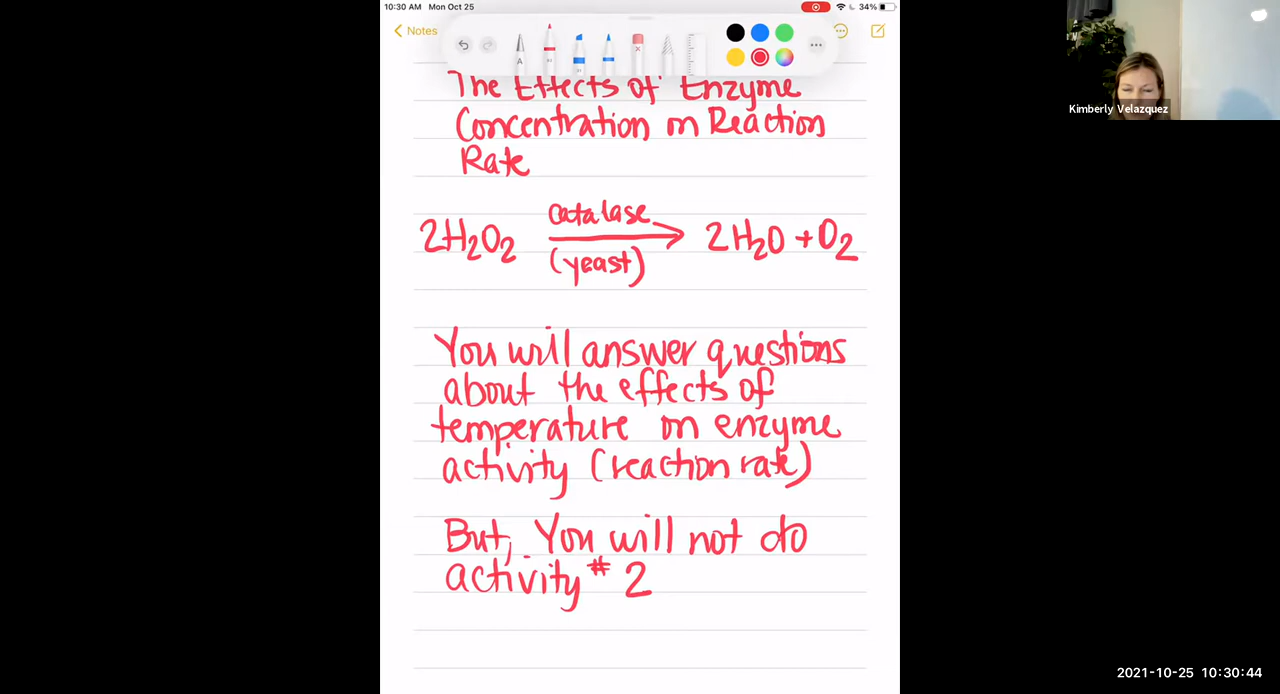 10:30 AM Mon Oct 25
34%
Notes
The Effects of Enzyme
Concentration on Reaction
Rate
catalase
2H₂O₂ → 2H₂O + O₂
(yeast)
You will answer questions
about the effects of
temperature on enzyme
activity (reaction rate)
But, You will not do
activity # 2
Kimberly Velazquez
2021-10-25 10:30:44